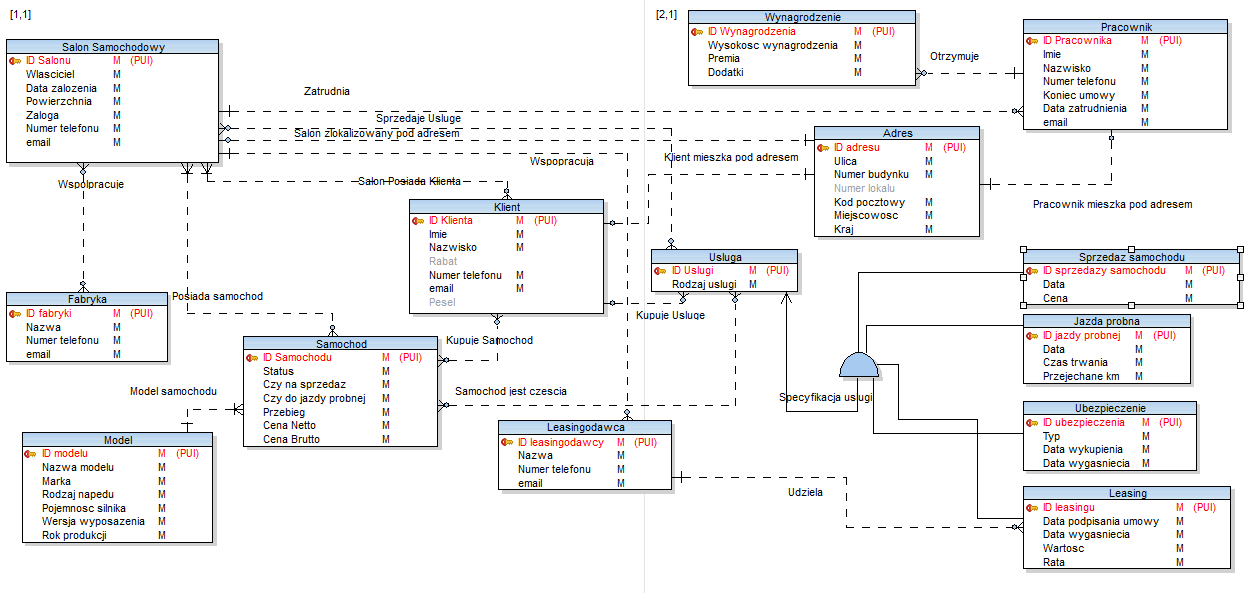 [1,1]
[2,1]
Salon Samochodowy
ID Salonu M (PUI)
Wlasciciel M
Data zalozenia M
Powierzchnia M
Zaloga M
Numer telefonu M
email M
Wynagrodzenie
ID Wynagrodzenia M (PUI)
Wysokosc wynagrodzenia M
Premia M
Dodatki M
Otrzymuje
Pracownik
ID Pracownika M (PUI)
Imie M
Nazwisko M
Numer telefonu M
Koniec umowy M
Data zatrudnienia M
email M
Zatrudnia
Sprzedaje Usluge
Salon zlokalizowany pod adresem
Wspopracuja
Klient mieszka pod adresem
Adres
ID adresu M (PUI)
Ulica M
Numer budynku M
Numer lokalu
Kod pocztowy M
Miejscowosc M
Kraj M
Pracownik mieszka pod adresem
Wspolpracuje
Salon Posiada Klienta
Klient
ID Klienta M (PUI)
Imie M
Nazwisko M
Rabat
Numer telefonu M
email M
Pesel
Usluga
ID Uslugi M (PUI)
Rodzaj uslugi M
Kupuje Usluge
Sprzedaz samochodu
ID sprzedazy samochodu M (PUI)
Data M
Cena M
Fabryka
ID fabryki M (PUI)
Nazwa M
Numer telefonu M
email M
Posiada samochod
Kupuje Samochod
Jazda probna
ID jazdy probnej M (PUI)
Data M
Czas trwania M
Przejechane km M
Samochod
ID Samochodu M (PUI)
Status M
Czy na sprzedaz M
Czy do jazdy probnej M
Przebieg M
Cena Netto M
Cena Brutto M
Model samochodu
Samochod jest czescia
Specyfikacja uslugi
Ubezpieczenie
ID ubezpieczenia M (PUI)
Typ M
Data wykupienia M
Data wygasniecia M
Model
ID modelu M (PUI)
Nazwa modelu M
Marka M
Rodzaj napedu M
Pojemnosc silnika M
Wersja wyposazenia M
Rok produkcji M
Leasingodawca
ID leasingodawcy M (PUI)
Nazwa M
Numer telefonu M
email M
Udziela
Leasing
ID leasingu M (PUI)
Data podpisania umowy M
Data wygasniecia M
Wartosc M
Rata M